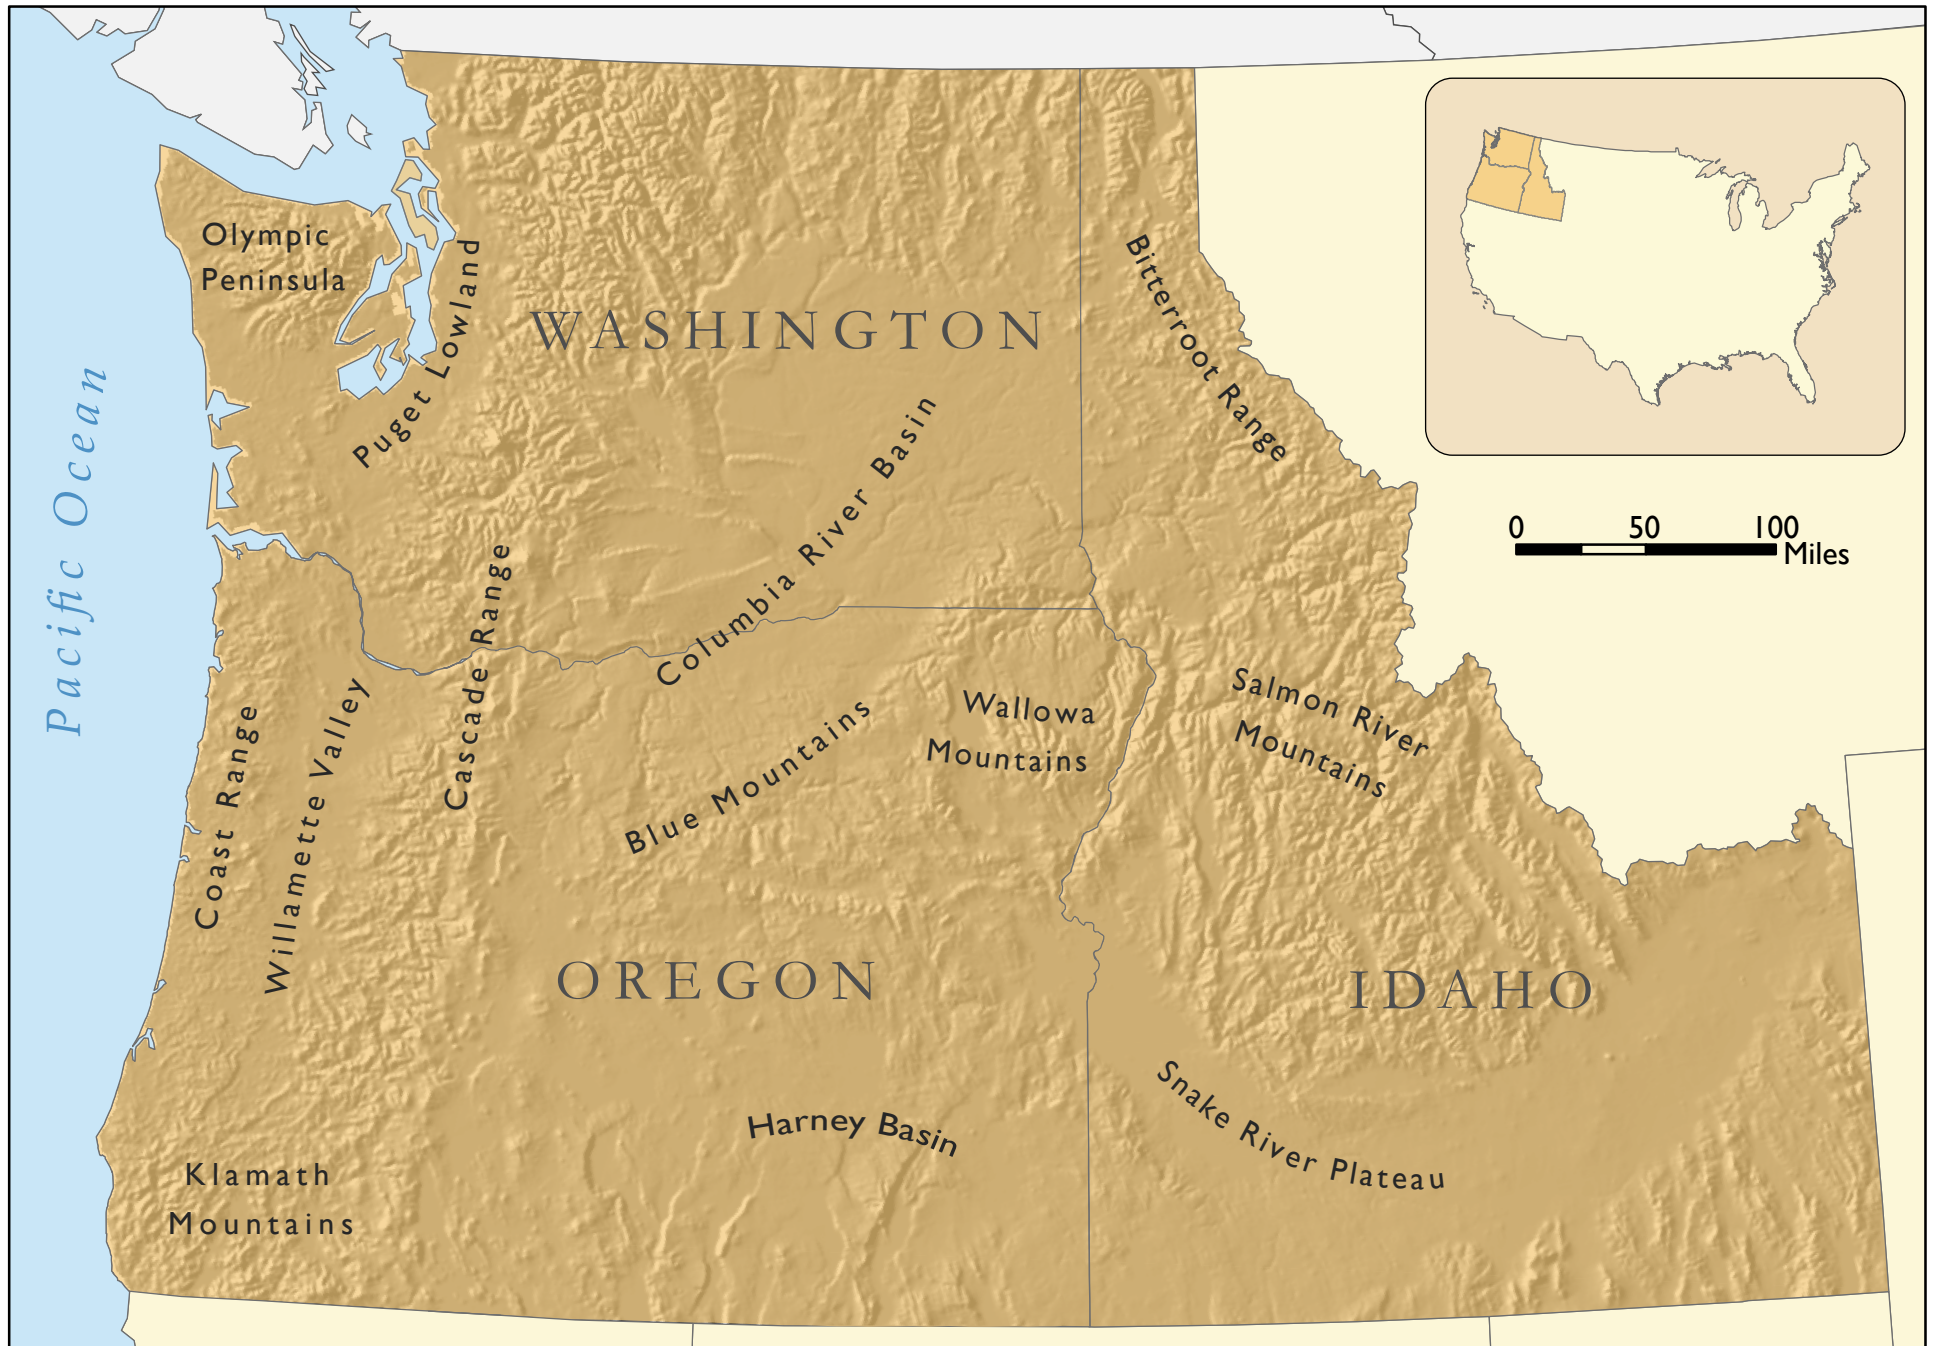 Olympic
Peninsula
Puget Lowland
WASHINGTON
Bitterroot Range
Pacific Ocean
Columbia River Basin
0 50 100
Miles
Cascade Range
Coast Range
Willamette Valley
Blue Mountains
Wallowa
Mountains
Salmon River
Mountains
OREGON
IDAHO
Harney Basin
Snake River Plateau
Klamath
Mountains